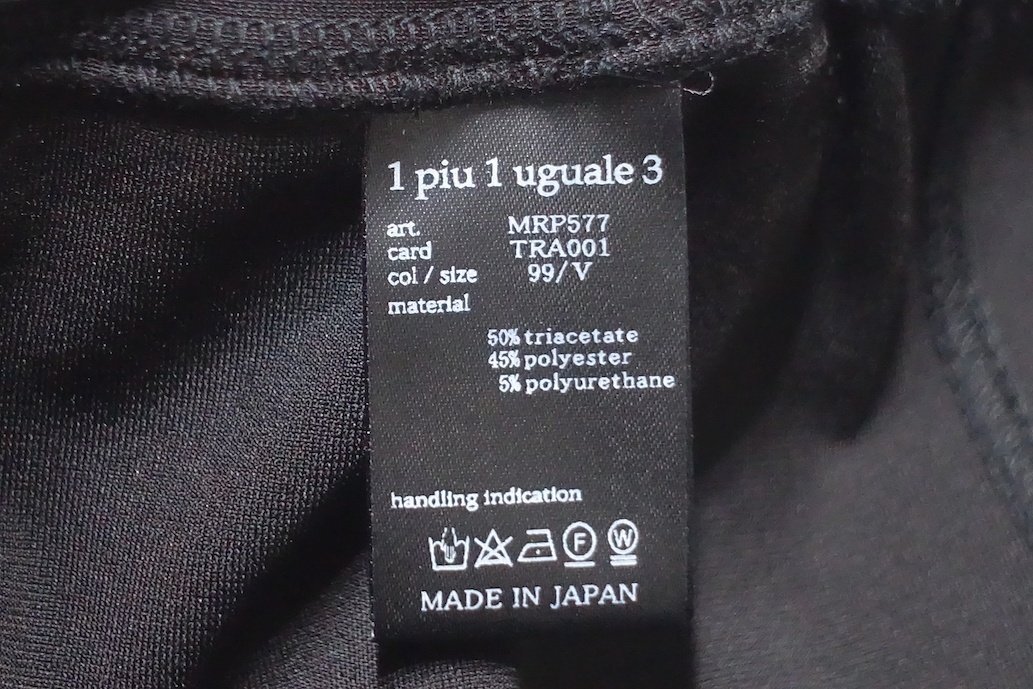 1 piu 1 uguale 3
art. MRP577
card TRA001
col / size 99/V
material
50% triacetate
45% polyester
5% polyurethane
handling indication
F W
MADE IN JAPAN